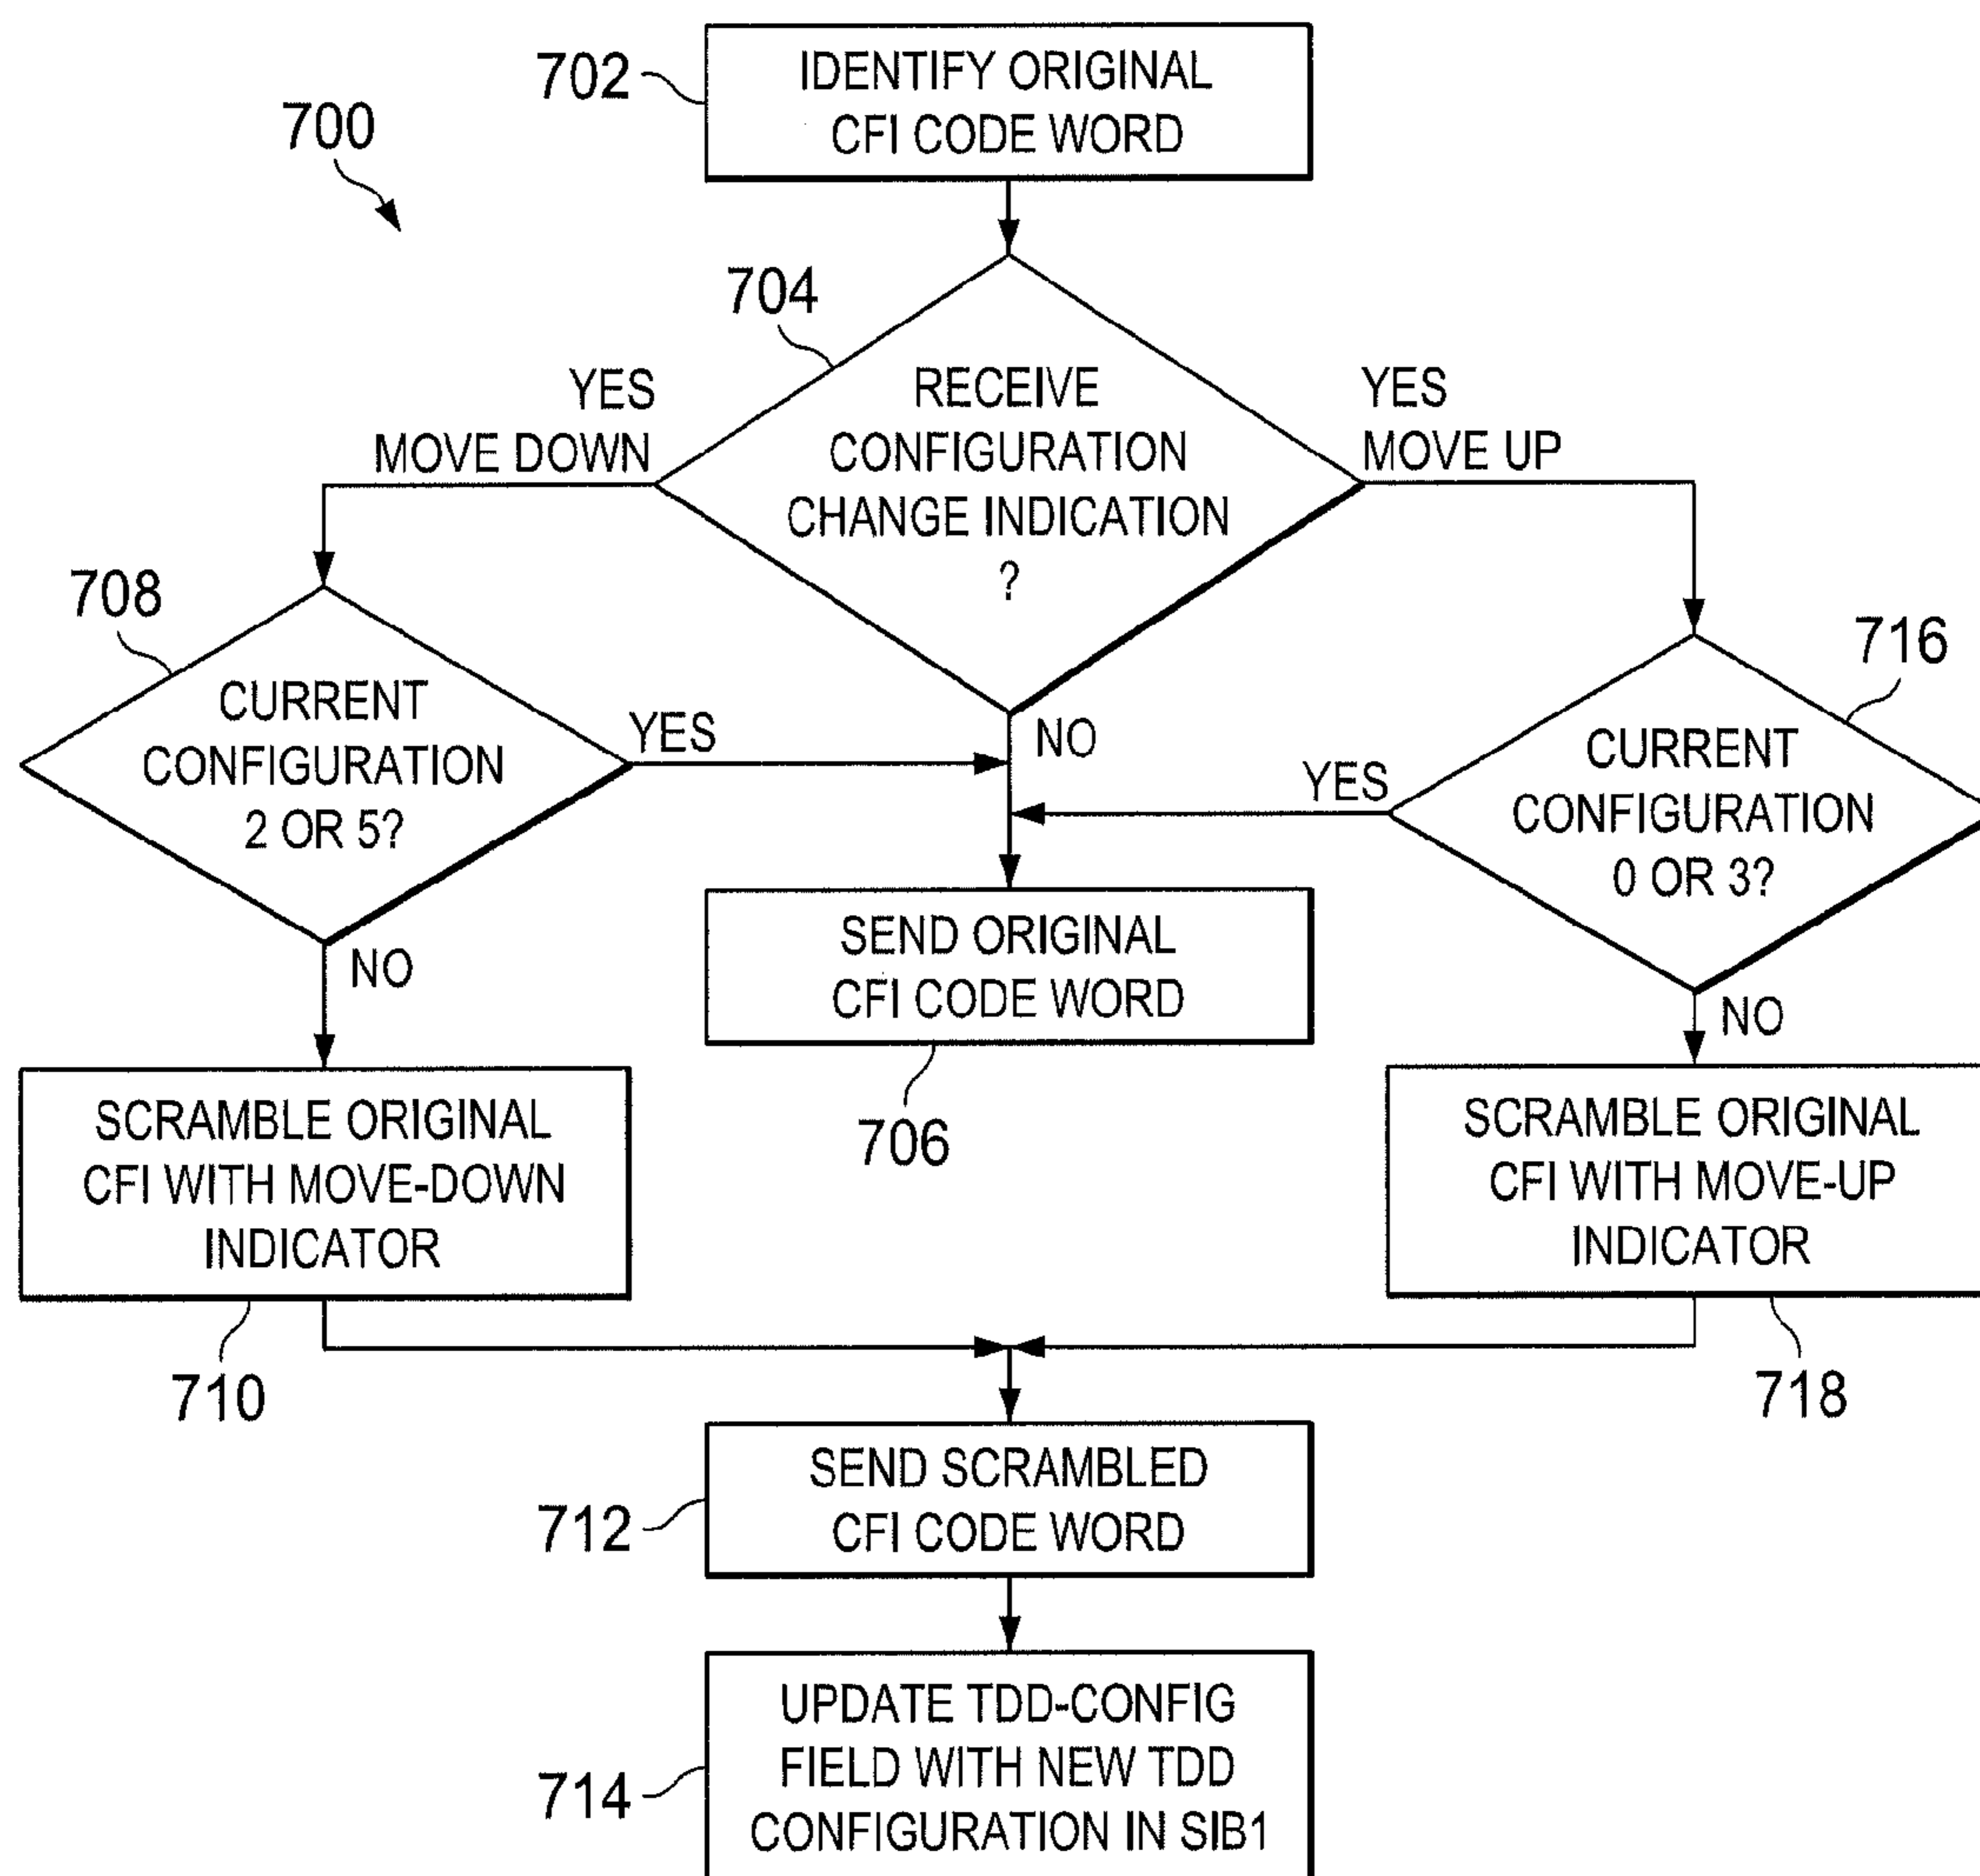 702
IDENTIFY ORIGINAL
CFI CODE WORD
700
704
RECEIVE
CONFIGURATION
CHANGE INDICATION
?
YES
MOVE DOWN
YES
MOVE UP
NO
708
CURRENT
CONFIGURATION
2 OR 5?
YES
NO
716
CURRENT
CONFIGURATION
0 OR 3?
YES
NO
SEND ORIGINAL
CFI CODE WORD
706
SCRAMBLE ORIGINAL
CFI WITH MOVE-DOWN
INDICATOR
710
SCRAMBLE ORIGINAL
CFI WITH MOVE-UP
INDICATOR
718
712
SEND SCRAMBLED
CFI CODE WORD
714
UPDATE TDD-CONFIG
FIELD WITH NEW TDD
CONFIGURATION IN SIB1